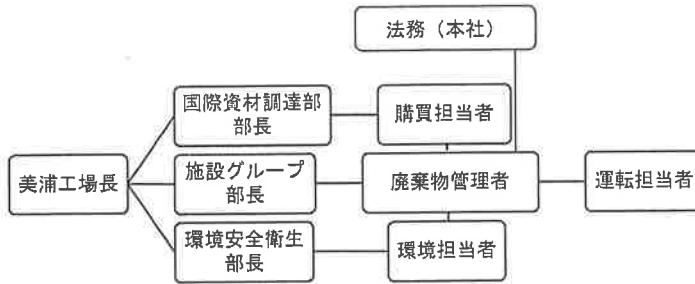 法務（本社）
国際資材調達部
部長
購買担当者
美浦工場長
施設グループ
部長
廃棄物管理者
運転担当者
環境安全衛生
部長
環境担当者